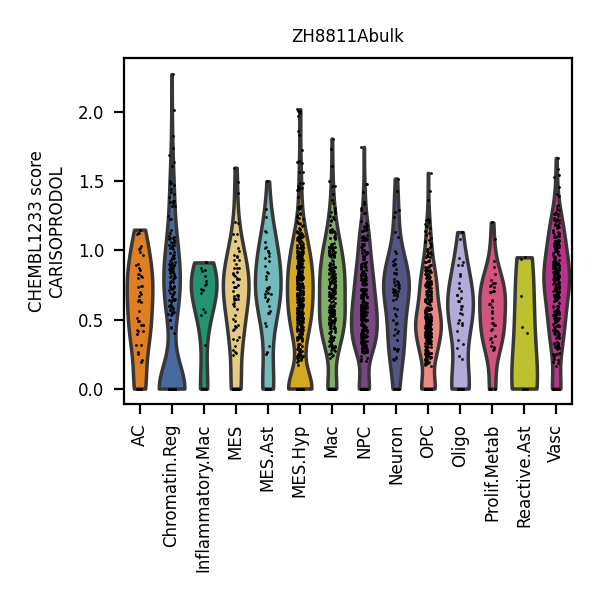 ZH8811Abulk
CHEMBL1233 score
CARISOPRODOL
2.0
1.5
1.0
0.5
0.0
AC
Chromatin.Reg
Inflammatory.Mac
MES
MES.Ast
MES.Hyp
Mac
NPC
Neuron
OPC
Oligo
Prolif.Metab
Reactive.Ast
Vasc